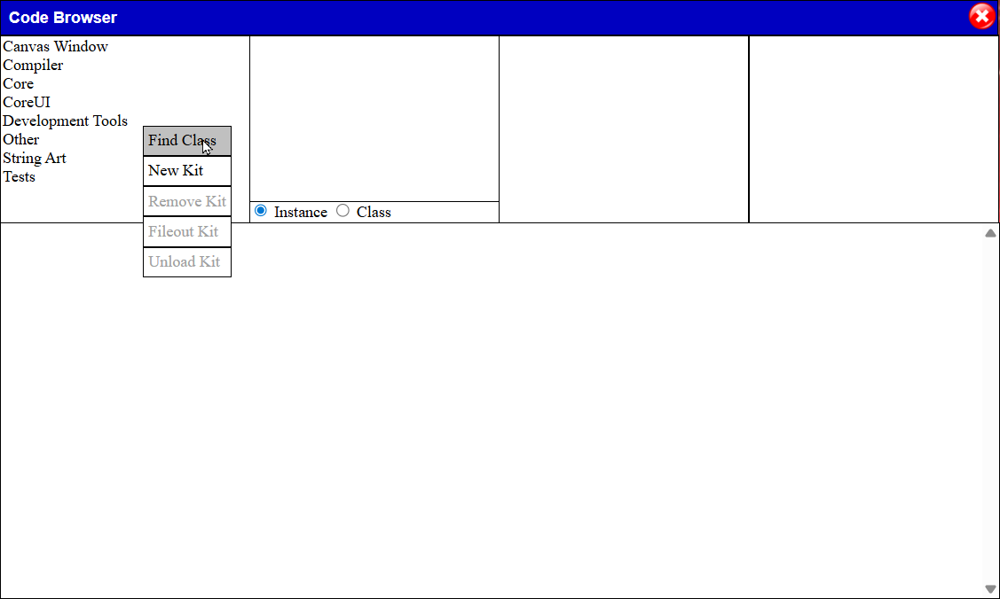 Code Browser
Canvas Window
Compiler
Core
CoreUI
Development Tools
Other
String Art
Tests
Find Class
New Kit
Remove Kit
Fileout Kit
Unload Kit
Instance Class